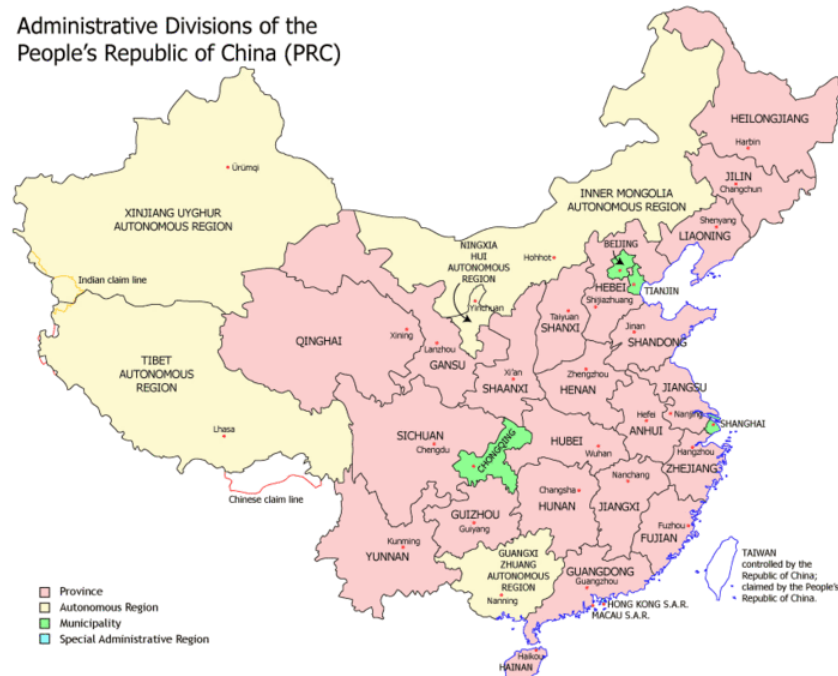 Administrative Divisions of the
People's Republic of China (PRC)
HEILONGJIANG
Harbin
JILIN
Changchun
Ürümqi
INNER MONGOLIA
AUTONOMOUS REGION
XINJIANG UYGHUR
AUTONOMOUS REGION
Shenyang
LIAONING
NINGXIA
HUI
AUTONOMOUS
REGION
Hohhot
BEIJING
Indian claim line
HEBEI
TIANJIN
Yinchuan
Shijiazhuang
Taiyuan
SHANXI
Jinan
SHANDONG
QINGHAI
Xining
Lanzhou
GANSU
TIBET
AUTONOMOUS
REGION
Xi'an
SHAANXI
Zhengzhou
HENAN
JIANGSU
Hefei
Nanjing
ANHUI
SHANGHAI
Lhasa
SICHUAN
Chengdu
CHONGQING
HUBEI
Wuhan
Hangzhou
ZHEJIANG
Chinese claim line
Changsha
HUNAN
Nanchang
JIANGXI
GUIZHOU
Guiyang
Fuzhou
FUJIAN
Kunming
YUNNAN
GUANGXI
ZHUANG
AUTONOMOUS
REGION
Nanning
GUANGDONG
Guangzhou
TAIWAN
controlled by the
Republic of China;
claimed by the People's
Republic of China.
HONG KONG S.A.R.
MACAU S.A.R.
Haikou
HAINAN
Province
Autonomous Region
Municipality
Special Administrative Region